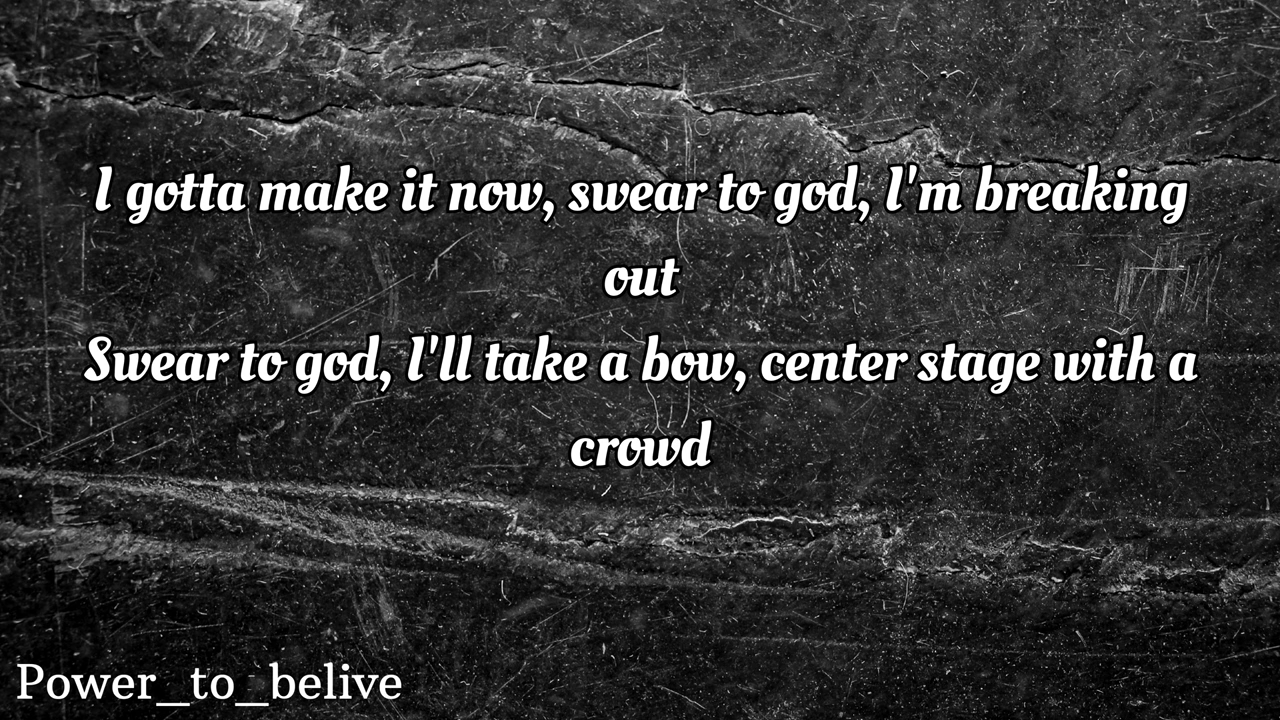 I gotta make it now, swear to god, I'm breaking
out
Swear to god, I'll take a bow, center stage with a
crowd
Power_to_belive